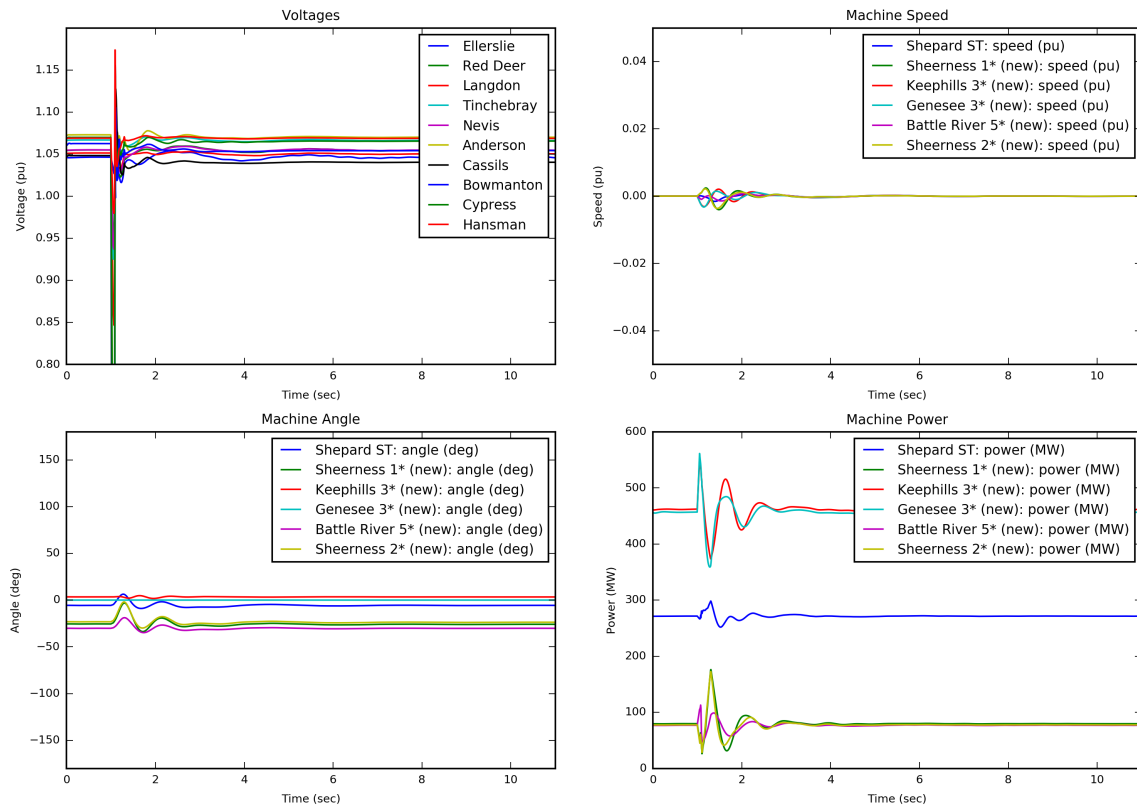 Voltages
1.15
1.10
1.05
1.00
0.95
0.90
0.85
0.80
Voltage (pu)
0
2
4
6
8
10
Time (sec)
Ellerslie
Red Deer
Langdon
Tinchebray
Nevis
Anderson
Cassils
Bowmanton
Cypress
Hansman
Machine Speed
0.04
0.02
0.00
−0.02
−0.04
Speed (pu)
0
2
4
6
8
10
Time (sec)
Shepard ST: speed (pu)
Sheerness 1* (new): speed (pu)
Keephills 3* (new): speed (pu)
Genesee 3* (new): speed (pu)
Battle River 5* (new): speed (pu)
Sheerness 2* (new): speed (pu)
Machine Angle
150
100
50
0
−50
−100
−150
Angle (deg)
0
2
4
6
8
10
Time (sec)
Shepard ST: angle (deg)
Sheerness 1* (new): angle (deg)
Keephills 3* (new): angle (deg)
Genesee 3* (new): angle (deg)
Battle River 5* (new): angle (deg)
Sheerness 2* (new): angle (deg)
Machine Power
600
500
400
300
200
100
0
Power (MW)
0
2
4
6
8
10
Time (sec)
Shepard ST: power (MW)
Sheerness 1* (new): power (MW)
Keephills 3* (new): power (MW)
Genesee 3* (new): power (MW)
Battle River 5* (new): power (MW)
Sheerness 2* (new): power (MW)